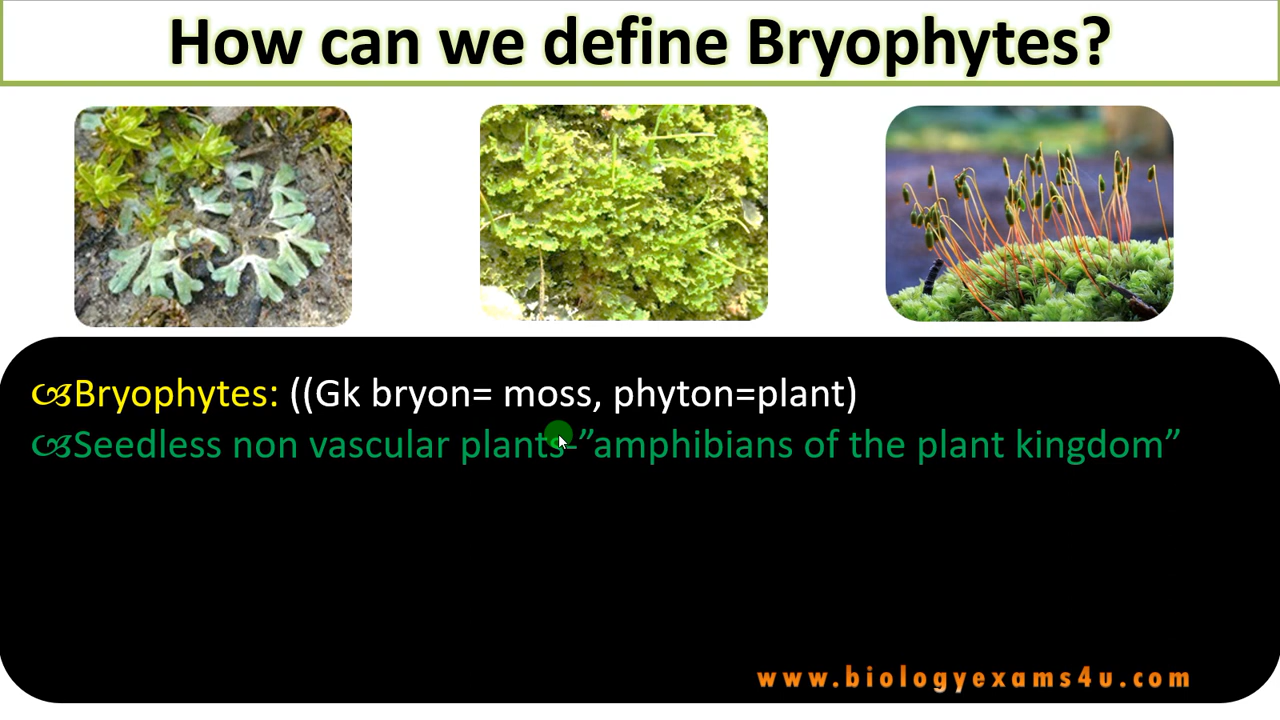 How can we define Bryophytes?
Bryophytes: ((Gk bryon= moss, phyton=plant)
Seedless non vascular plants-”amphibians of the plant kingdom”
www.biologyexams4u.com